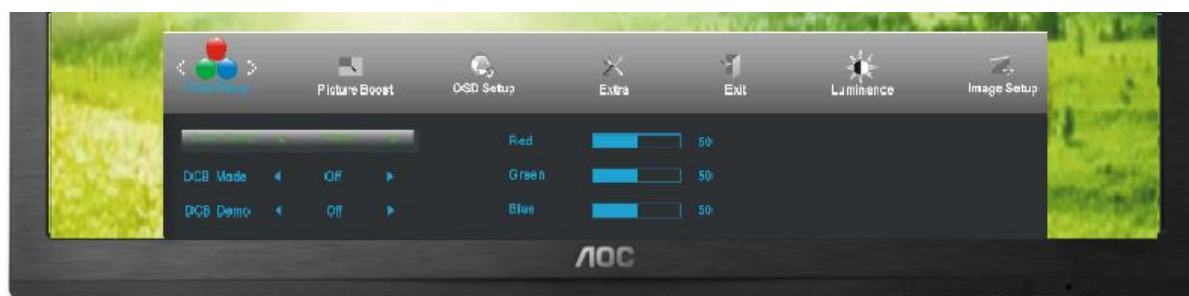 Picture Boost
OSD Setup
Extra
Exit
Luminance
Image Setup
Red 50
DCB Mode Off
Green 50
DCB Demo Off
Blue 50
AOC